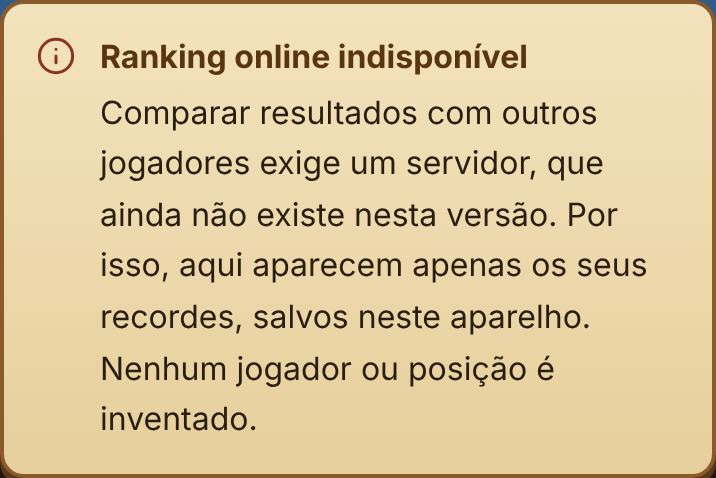 Ranking online indisponível
Comparar resultados com outros
jogadores exige um servidor, que
ainda não existe nesta versão. Por
isso, aqui aparecem apenas os seus
recordes, salvos neste aparelho.
Nenhum jogador ou posição é
inventado.